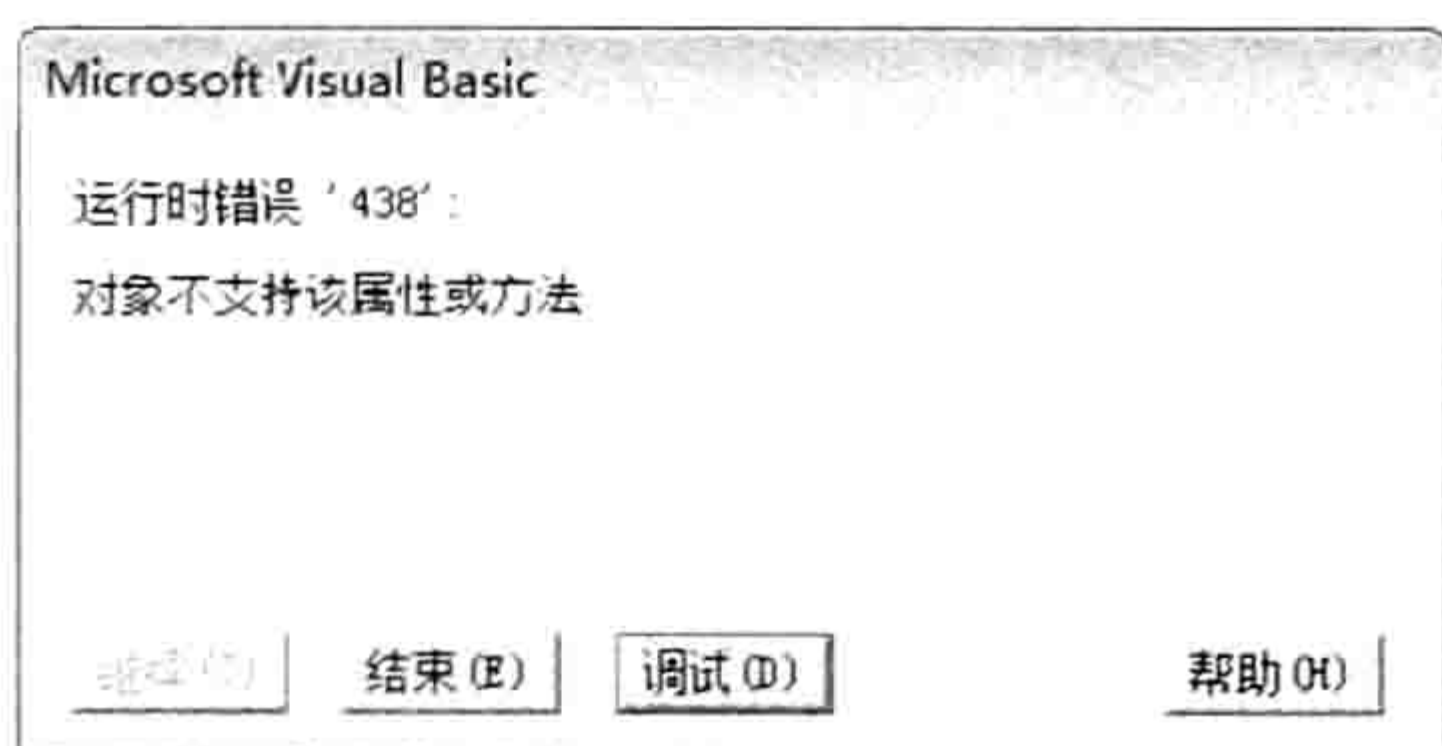 Microsoft Visual Basic
运行时错误 '438':
对象不支持该属性或方法
结束(E)
调试(D)
帮助(H)